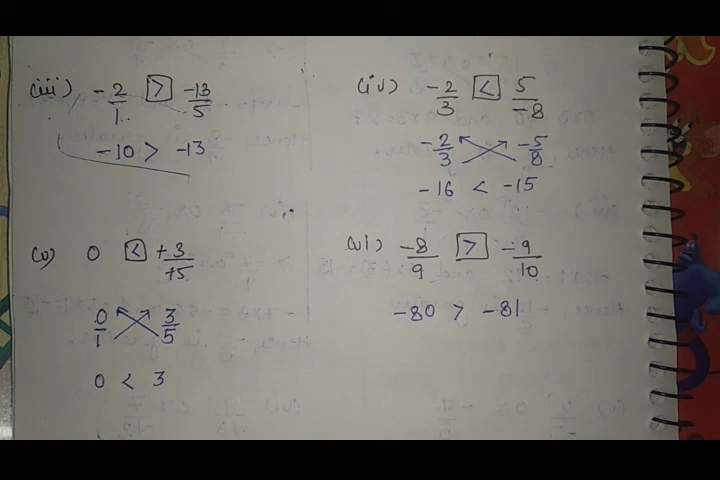 (iii) -2/1 > -13/5
-10 > -13
(iv) -2/3 < 5/-8
-2/3 -5/8
-16 < -15
(v) 0 < +3/+5
0/1 3/5
0 < 3
(vi) -8/9 > -9/10
-80 > -81